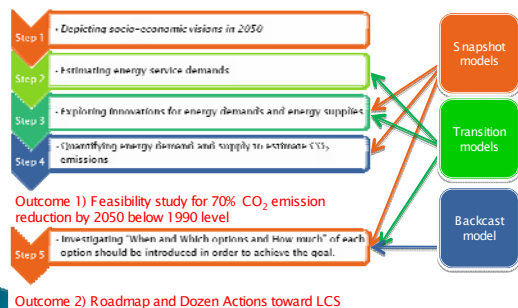 Step 1
- Depicting socio-economic visions in 2050
Step 2
- Estimating energy service demands
Step 3
- Exploring innovations for energy demands and energy supplies
Step 4
- Quantifying energy demand and supply to estimate CO₂
emissions
Outcome 1) Feasibility study for 70% CO₂ emission
reduction by 2050 below 1990 level
Step 5
- Investigating "When and Which options and How much" of each
option should be introduced in order to achieve the goal.
Outcome 2) Roadmap and Dozen Actions toward LCS
Snapshot
models
Transition
models
Backcast
model